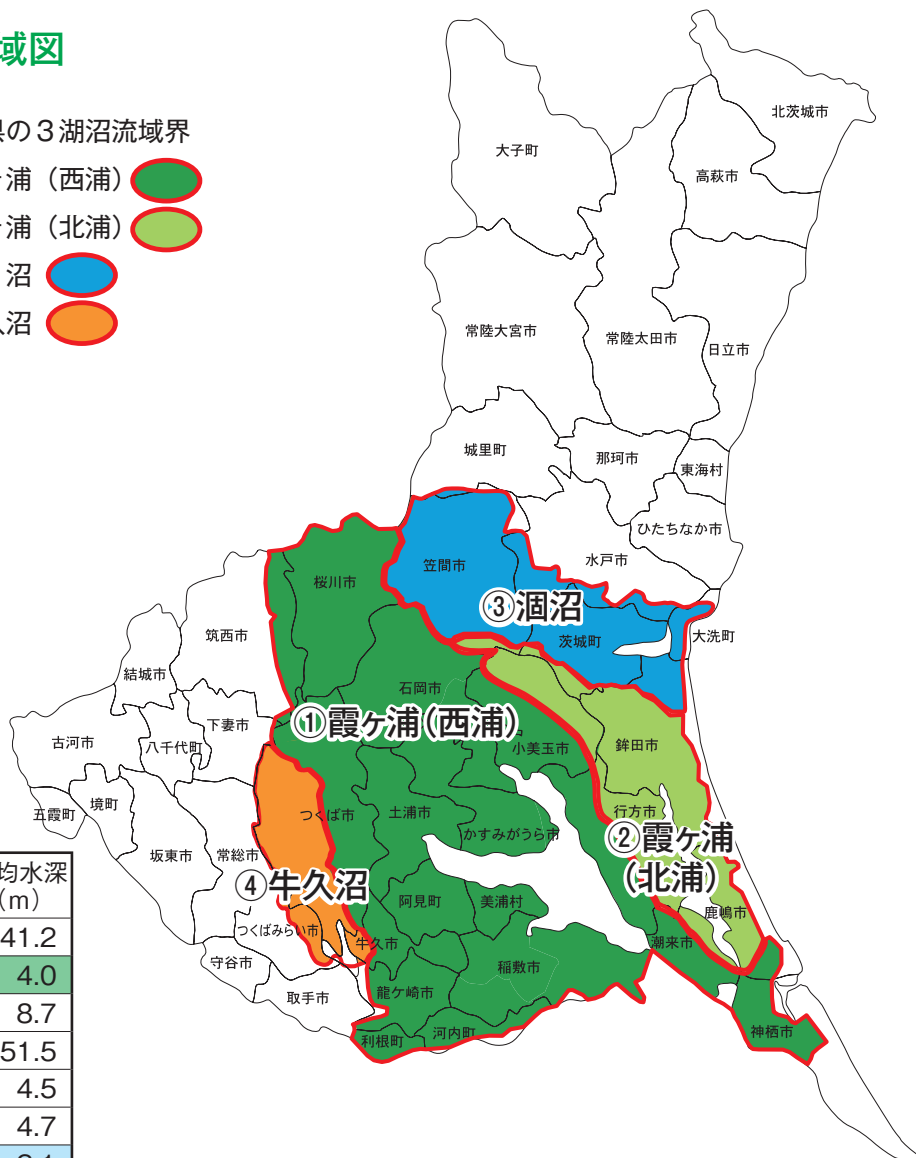 域図
の3湖沼流域界
浦（西浦）
浦（北浦）
沼
沼
北茨城市
大子町
高萩市
常陸大宮市
常陸太田市
日立市
城里町
那珂市
東海村
ひたちなか市
水戸市
笠間市
桜川市
③涸沼
茨城町
大洗町
筑西市
結城市
石岡市
下妻市
①霞ヶ浦（西浦）
古河市
八千代町
小美玉市
鉾田市
五霞町
境町
つくば市
土浦市
行方市
かすみがうら市
②霞ヶ浦
（北浦）
坂東市
常総市
④牛久沼
阿見町
美浦村
鹿嶋市
つくばみらい市
牛久市
潮来市
守谷市
稲敷市
取手市
龍ケ崎市
利根町
河内町
神栖市
均水深
（m）
41.2
4.0
8.7
51.5
4.5
4.7